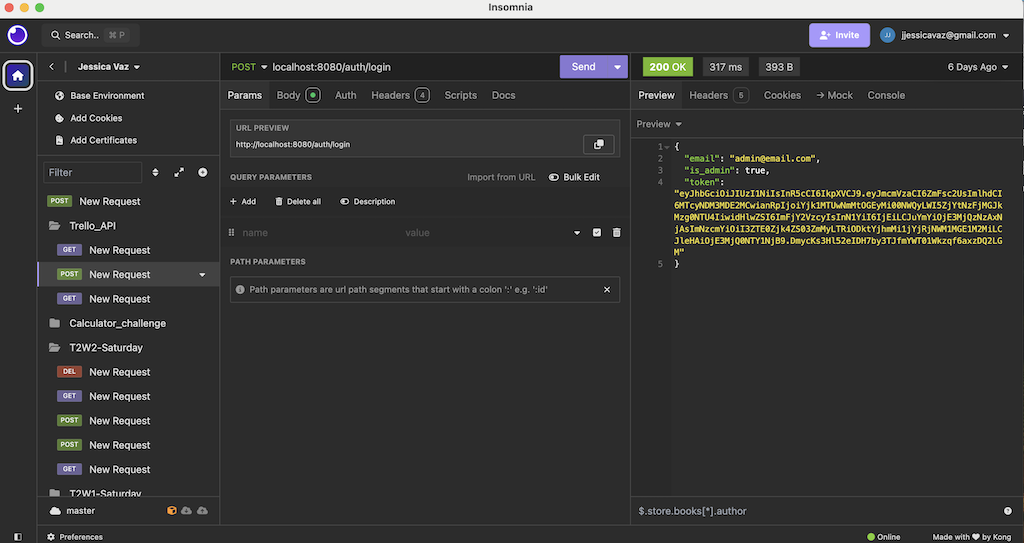 Insomnia
Search.. ⌘ P
Invite
JJ
jjessicavaz@gmail.com
Jessica Vaz
Base Environment
Add Cookies
Add Certificates
Filter
POST New Request
Trello_API
GET New Request
POST New Request
GET New Request
Calculator_challenge
T2W2-Saturday
DEL New Request
GET New Request
POST New Request
POST New Request
GET New Request
T2W1-Saturday
master
Preferences
POST localhost:8080/auth/login
Send
Params Body Auth Headers 4 Scripts Docs
URL PREVIEW
http://localhost:8080/auth/login
QUERY PARAMETERS Import from URL Bulk Edit
+ Add Delete all Description
name value
PATH PARAMETERS
Path parameters are url path segments that start with a colon ':' e.g. ':id'
200 OK 317 ms 393 B 6 Days Ago
Preview Headers 5 Cookies → Mock Console
Preview
1 {
2 "email": "admin@email.com",
3 "is_admin": true,
4 "token":
5 }
$.store.books[*].author
Online Made with ♥ by Kong